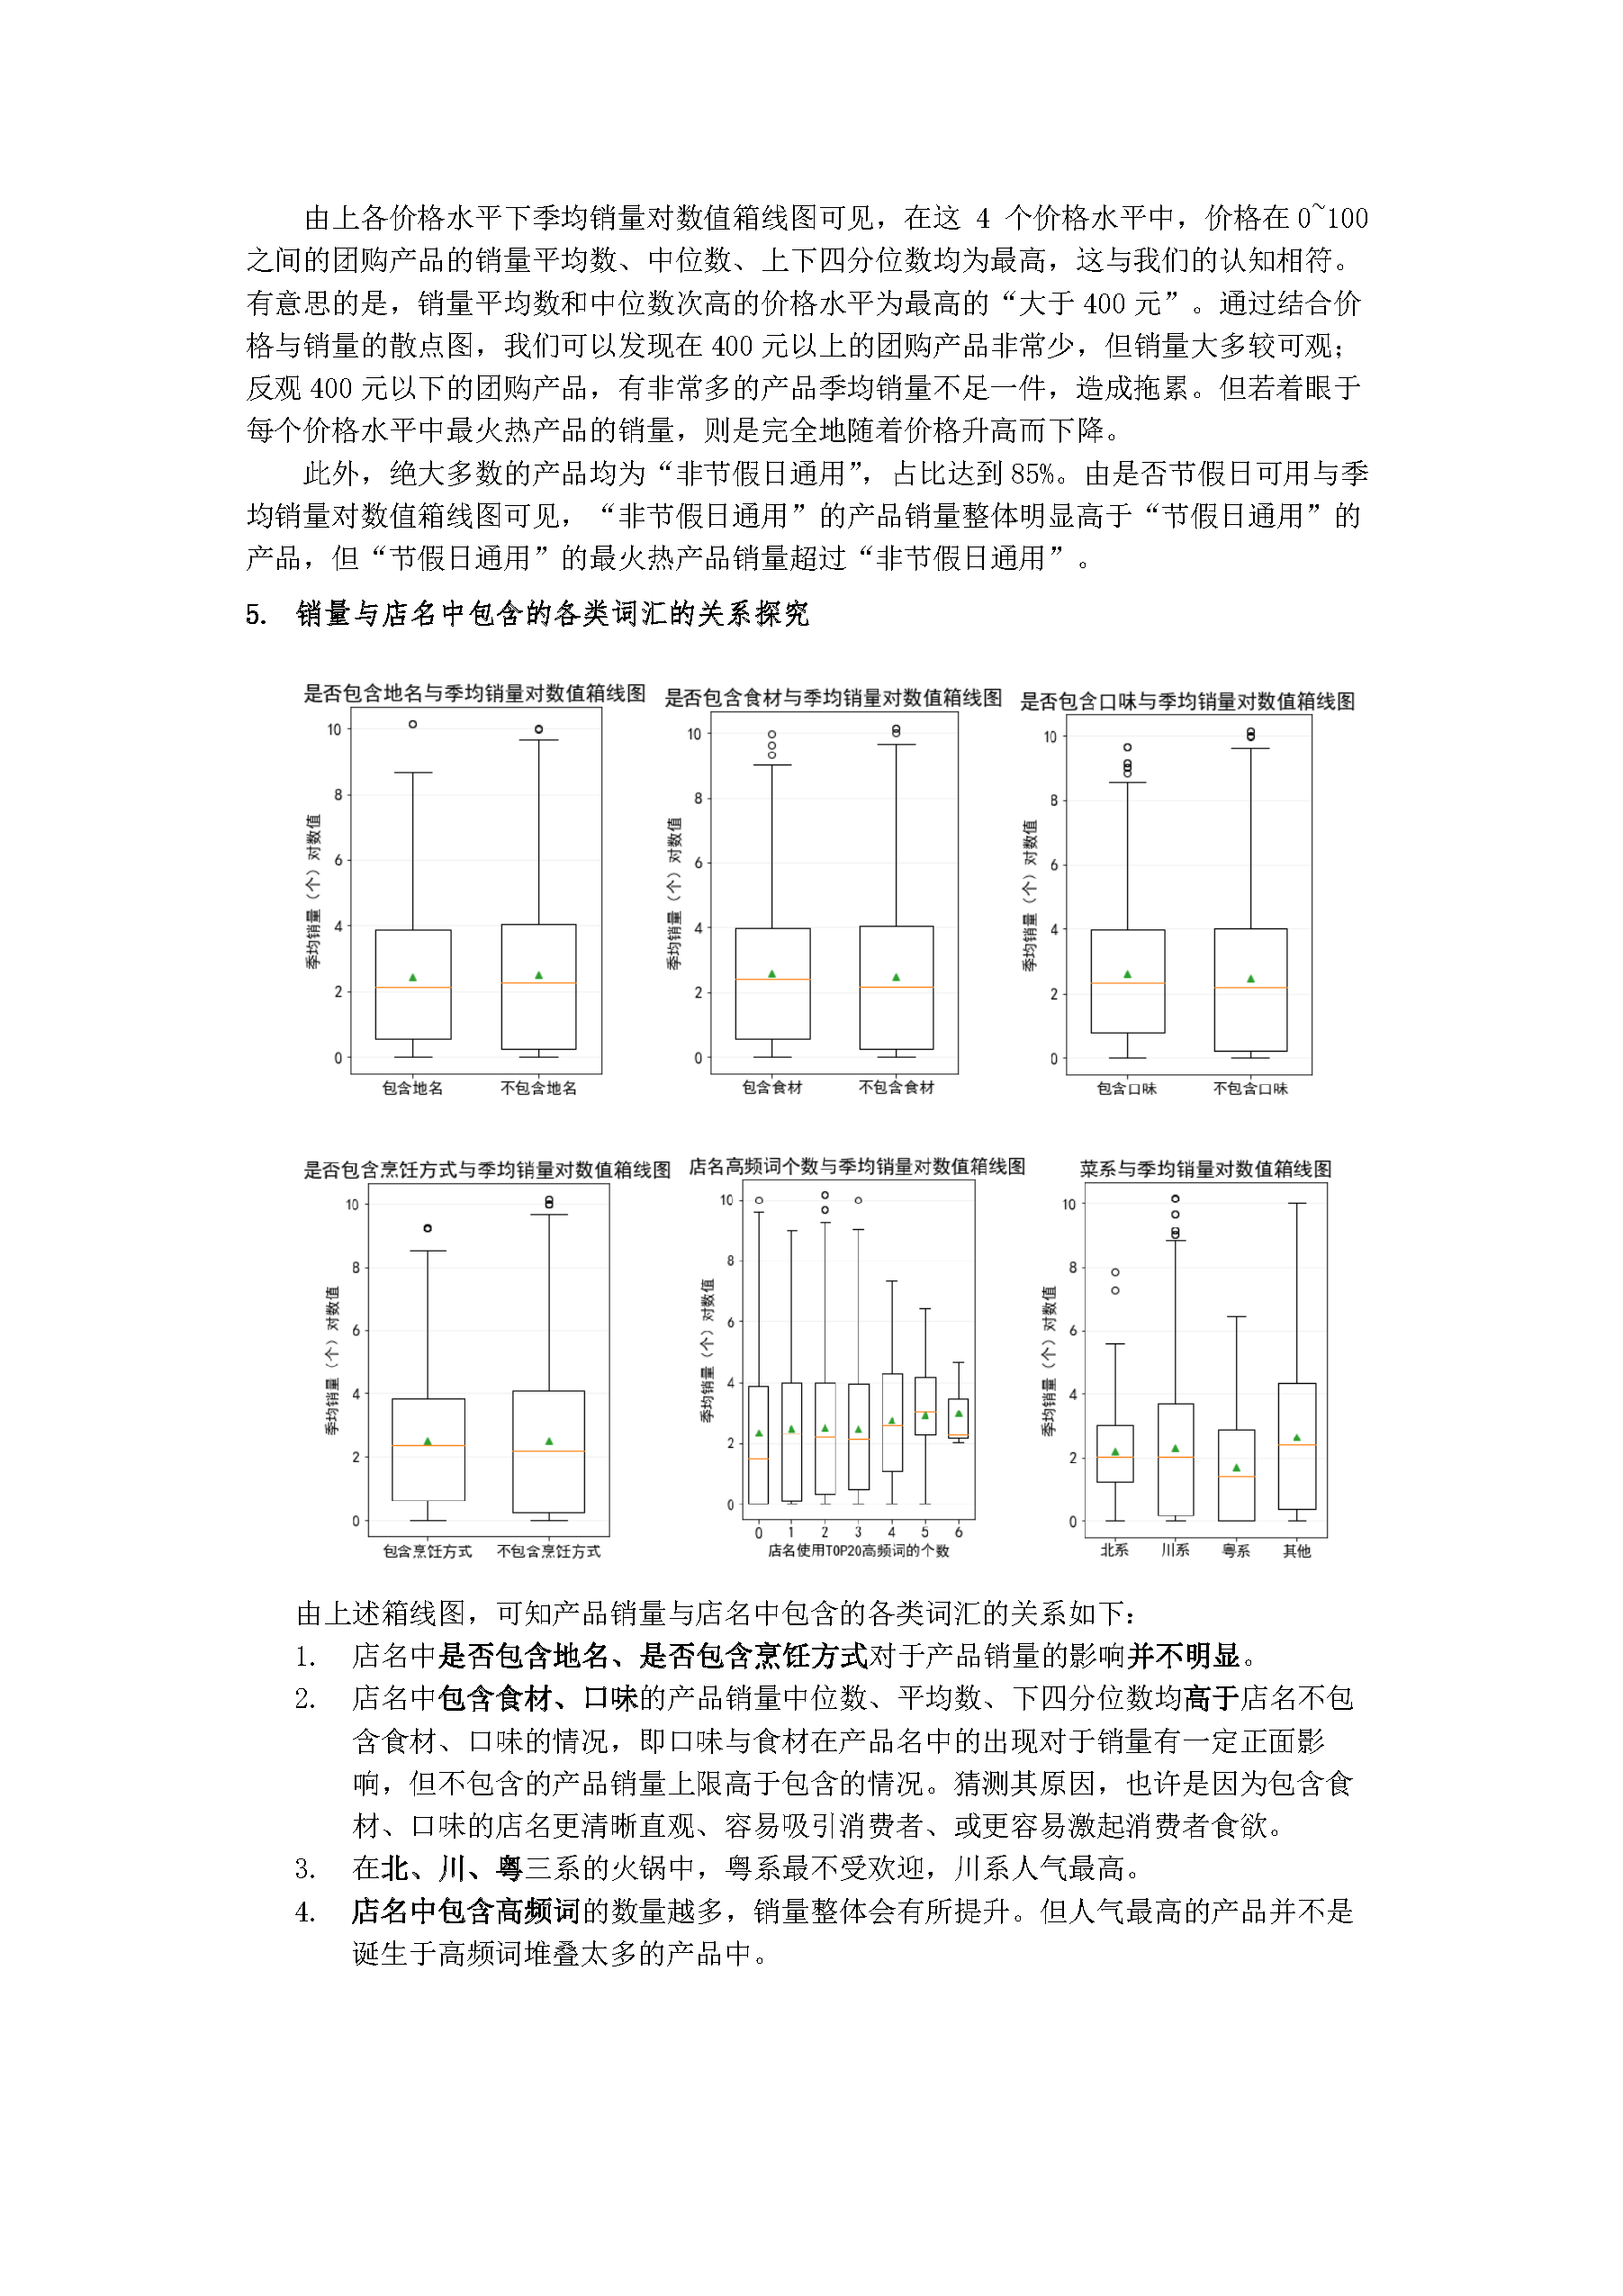 由上各价格水平下季均销量对数值箱线图可见，在这 4 个价格水平中，价格在 0~100
之间的团购产品的销量平均数、中位数、上下四分位数均为最高，这与我们的认知相符。
有意思的是，销量平均数和中位数次高的价格水平为最高的“大于 400 元”。通过结合价
格与销量的散点图，我们可以发现在 400 元以上的团购产品非常少，但销量大多较可观；
反观 400 元以下的团购产品，有非常多的产品季均销量不足一件，造成拖累。但若着眼于
每个价格水平中最火热产品的销量，则是完全地随着价格升高而下降。
此外，绝大多数的产品均为“非节假日通用”，占比达到 85%。由是否节假日可用与季
均销量对数值箱线图可见，“非节假日通用”的产品销量整体明显高于“节假日通用”的
产品，但“节假日通用”的最火热产品销量超过“非节假日通用”。
5. 销量与店名中包含的各类词汇的关系探究
是否包含地名与季均销量对数值箱线图
季均销量（个）对数值
10
8
6
4
2
0
包含地名 不包含地名
是否包含食材与季均销量对数值箱线图
季均销量（个）对数值
10
8
6
4
2
0
包含食材 不包含食材
是否包含口味与季均销量对数值箱线图
季均销量（个）对数值
10
8
6
4
2
0
包含口味 不包含口味
是否包含烹饪方式与季均销量对数值箱线图
季均销量（个）对数值
10
8
6
4
2
0
包含烹饪方式 不包含烹饪方式
店名高频词个数与季均销量对数值箱线图
季均销量（个）对数值
10
8
6
4
2
0
0 1 2 3 4 5 6
店名使用TOP20高频词的个数
菜系与季均销量对数值箱线图
季均销量（个）对数值
10
8
6
4
2
0
北系 川系 粤系 其他
由上述箱线图，可知产品销量与店名中包含的各类词汇的关系如下：
1. 店名中是否包含地名、是否包含烹饪方式对于产品销量的影响并不明显。
2. 店名中包含食材、口味的产品销量中位数、平均数、下四分位数均高于店名不包
含食材、口味的情况，即口味与食材在产品名中的出现对于销量有一定正面影
响，但不包含的产品销量上限高于包含的情况。猜测其原因，也许是因为包含食
材、口味的店名更清晰直观、容易吸引消费者、或更容易激起消费者食欲。
3. 在北、川、粤三系的火锅中，粤系最不受欢迎，川系人气最高。
4. 店名中包含高频词的数量越多，销量整体会有所提升。但人气最高的产品并不是
诞生于高频词堆叠太多的产品中。